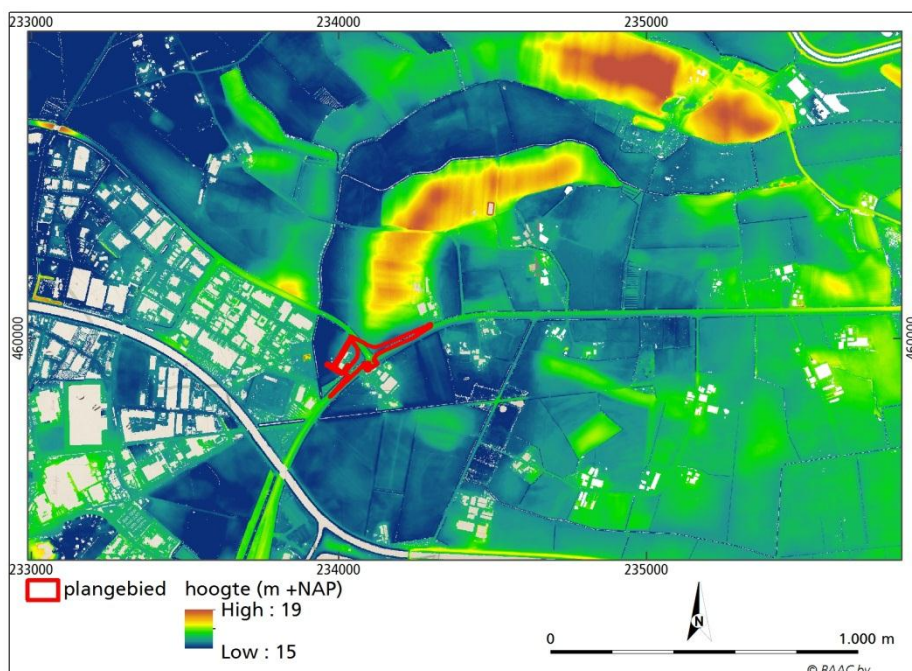 233000 234000 235000
460000 460000
233000 234000 235000
plangebied hoogte (m +NAP)
High : 19
Low : 15
N
0 1.000 m
© BAAC bv